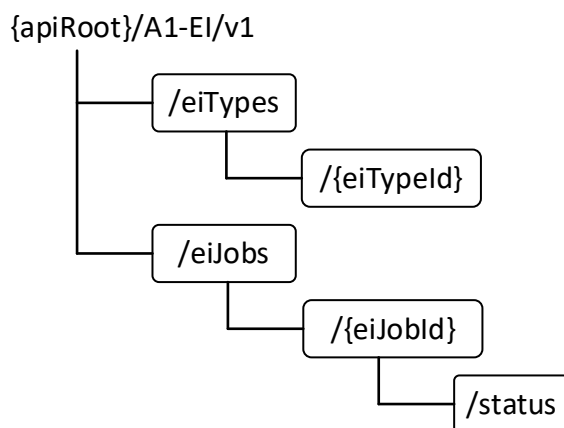 {apiRoot}/A1-EI/v1
/eiTypes
/{eiTypeId}
/eiJobs
/{eiJobId}
/status